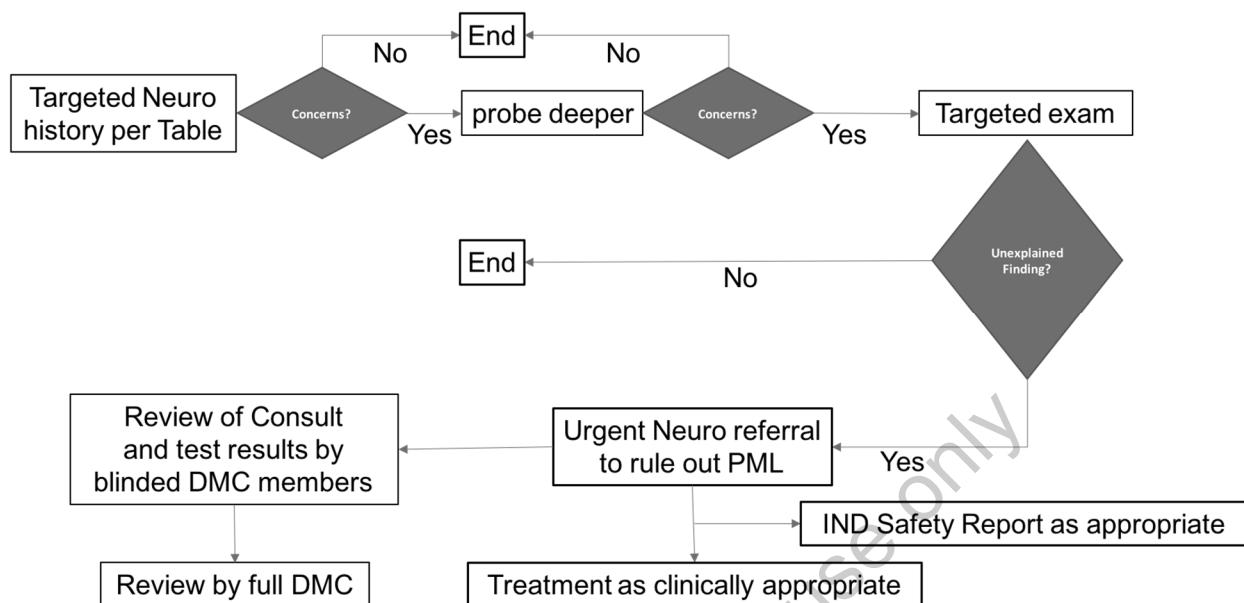 End
No
No
Targeted Neuro
history per Table
Concerns?
Yes
probe deeper
Concerns?
Yes
Targeted exam
Unexplained
Finding?
End
No
Yes
Review of Consult
and test results by
blinded DMC members
Urgent Neuro referral
to rule out PML
IND Safety Report as appropriate
Review by full DMC
Treatment as clinically appropriate
use only